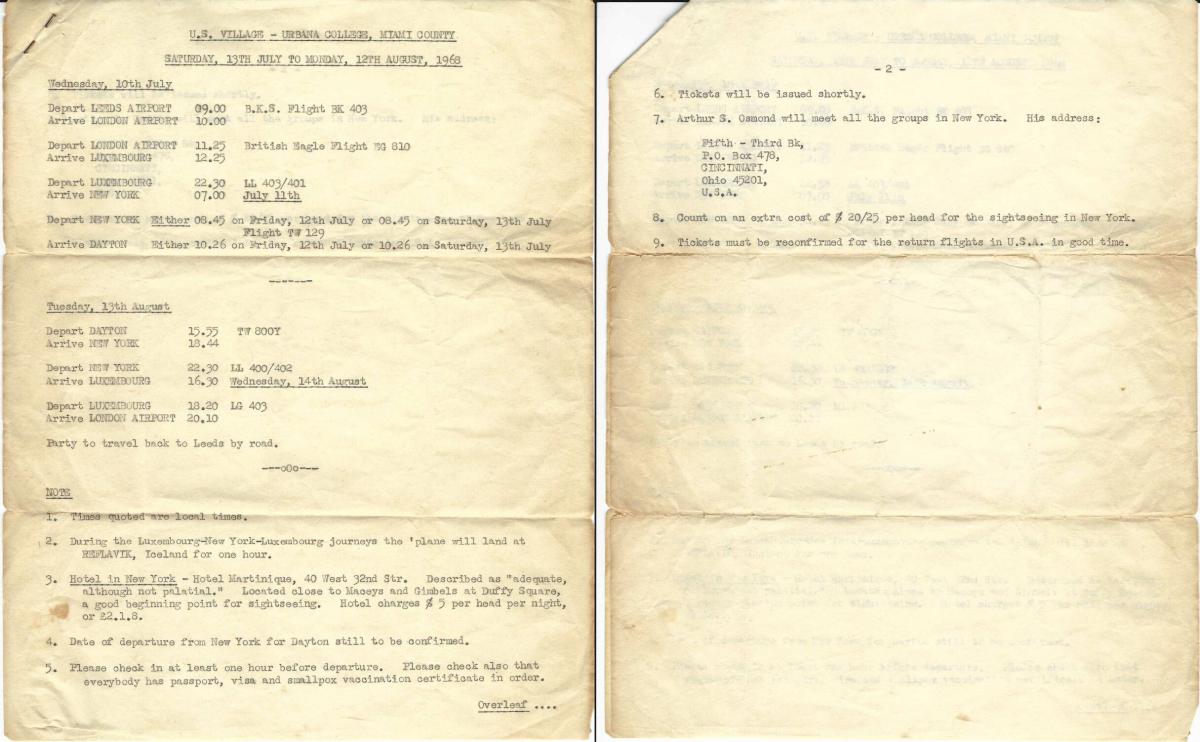 U.S. VILLAGE - URBANA COLLEGE, MIAMI COUNTY
SATURDAY, 13TH JULY TO MONDAY, 12TH AUGUST, 1968
Wednesday, 10th July
Depart LEEDS AIRPORT 09.00 B.K.S. Flight BK 403
Arrive LONDON AIRPORT 10.00
Depart LONDON AIRPORT 11.25 British Eagle Flight EG 810
Arrive LUXEMBOURG 12.25
Depart LUXEMBOURG 22.30 LL 403/401
Arrive NEW YORK 07.00 July 11th
Depart NEW YORK Either 08.45 on Friday, 12th July or 08.45 on Saturday, 13th July
Flight TW 129
Arrive DAYTON Either 10.26 on Friday, 12th July or 10.26 on Saturday, 13th July
------
Tuesday, 13th August
Depart DAYTON 15.55 TW 800Y
Arrive NEW YORK 18.44
Depart NEW YORK 22.30 LL 400/402
Arrive LUXEMBOURG 16.30 Wednesday, 14th August
Depart LUXEMBOURG 18.20 LG 403
Arrive LONDON AIRPORT 20.10
Party to travel back to Leeds by road.
---o0o---
NOTE
1. Times quoted are local times.
2. During the Luxembourg-New York-Luxembourg journeys the 'plane will land at
REFLAVIK, Iceland for one hour.
3. Hotel in New York - Hotel Martinique, 40 West 32nd Str. Described as "adequate,
although not palatial." Located close to Maceys and Gimbels at Duffy Square,
a good beginning point for sightseeing. Hotel charges $ 5 per head per night,
or £2.1.8.
4. Date of departure from New York for Dayton still to be confirmed.
5. Please check in at least one hour before departure. Please check also that
everybody has passport, visa and smallpox vaccination certificate in order.
Overleaf ....
- 2 -
6. Tickets will be issued shortly.
7. Arthur S. Osmond will meet all the groups in New York. His address:
Fifth - Third Bk,
P.O. Box 478,
CINCINNATI,
Ohio 45201,
U.S.A.
8. Count on an extra cost of $ 20/25 per head for the sightseeing in New York.
9. Tickets must be reconfirmed for the return flights in U.S.A. in good time.